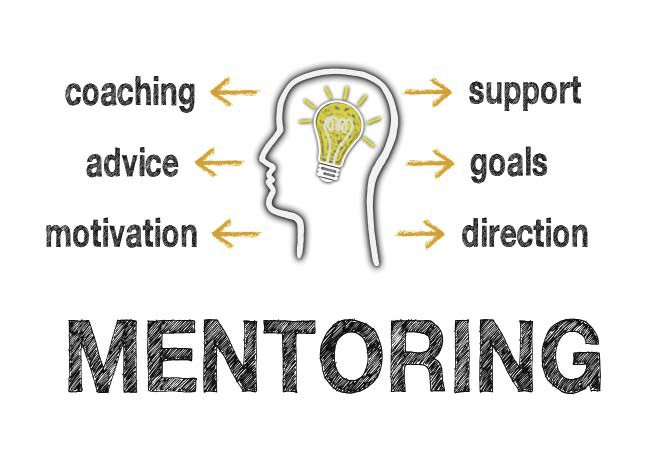 coaching
support
advice
goals
motivation
direction
MENTORING